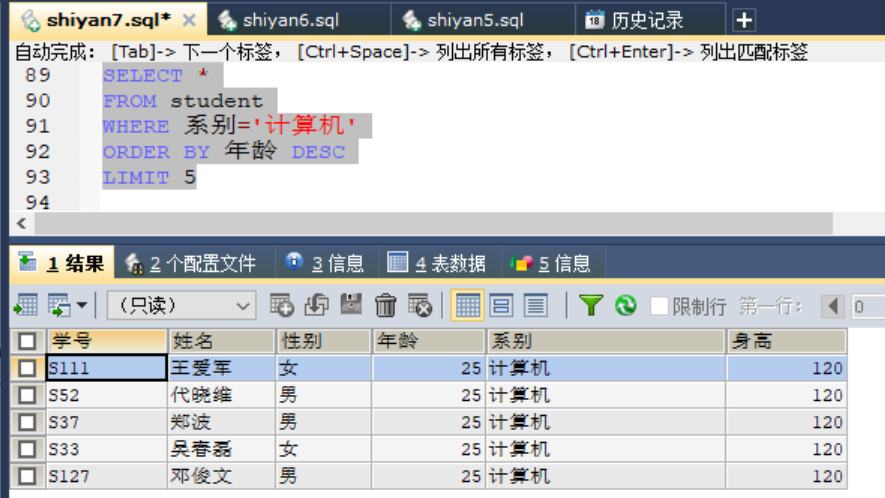 shiyan7.sql* × shiyan6.sql shiyan5.sql 18 历史记录 +
自动完成： [Tab]-> 下一个标签， [Ctrl+Space]-> 列出所有标签， [Ctrl+Enter]-> 列出匹配标签
89 SELECT *
90 FROM student
91 WHERE 系别='计算机'
92 ORDER BY 年龄 DESC
93 LIMIT 5
94
1 结果 2 个配置文件 3 信息 4 表数据 5 信息
（只读） 限制行 第一行： 0
学号 姓名 性别 年龄 系别 身高
S111 王爱军 女 25 计算机 120
S52 代晓维 男 25 计算机 120
S37 郑波 男 25 计算机 120
S33 吴春磊 女 25 计算机 120
S127 邓俊文 男 25 计算机 120